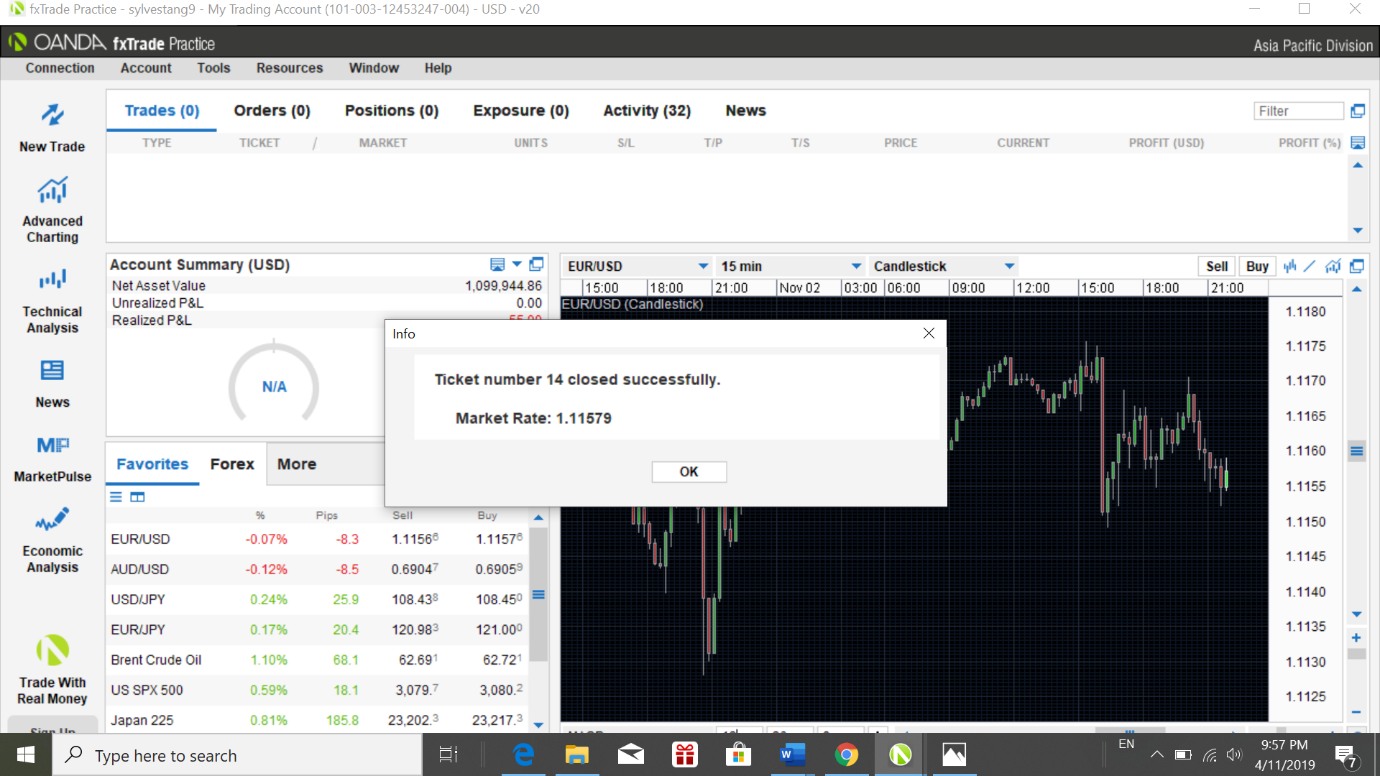 fxTrade Practice - sylvestang9 - My Trading Account (101-003-12453247-004) - USD - v20
OANDA fxTrade Practice
Asia Pacific Division
Connection Account Tools Resources Window Help
New Trade
Advanced
Charting
Technical
Analysis
News
MP
MarketPulse
Economic
Analysis
Trade With
Real Money
Trades (0) Orders (0) Positions (0) Exposure (0) Activity (32) News Filter
TYPE TICKET / MARKET UNITS S/L T/P T/S PRICE CURRENT PROFIT (USD) PROFIT (%)
Account Summary (USD)
Net Asset Value 1,099,944.86
Unrealized P&L 0.00
Realized P&L
N/A
EUR/USD 15 min Candlestick Sell Buy
15:00 18:00 21:00 Nov 02 03:00 06:00 09:00 12:00 15:00 18:00 21:00
EUR/USD (Candlestick)
1.1180
1.1175
1.1170
1.1165
1.1160
1.1155
1.1150
1.1145
1.1140
1.1135
1.1130
1.1125
Info
Ticket number 14 closed successfully.
Market Rate: 1.11579
OK
Favorites Forex More
% Pips Sell Buy
EUR/USD -0.07% -8.3 1.11566 1.11576
AUD/USD -0.12% -8.5 0.69047 0.69059
USD/JPY 0.24% 25.9 108.438 108.450
EUR/JPY 0.17% 20.4 120.983 121.000
Brent Crude Oil 1.10% 68.1 62.691 62.721
US SPX 500 0.59% 18.1 3,079.7 3,080.2
Japan 225 0.81% 185.8 23,202.3 23,217.3
Type here to search
EN
9:57 PM
4/11/2019
7